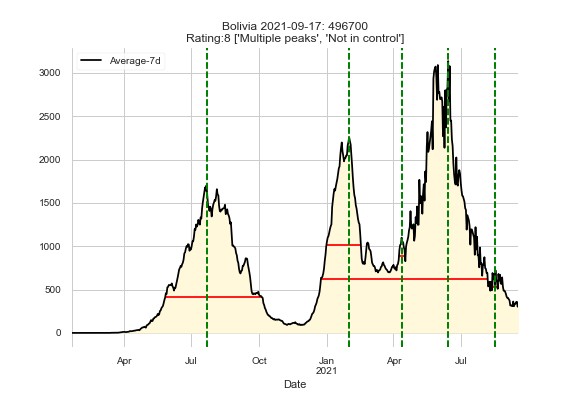 Bolivia 2021-09-17: 496700
Rating:8 ['Multiple peaks', 'Not in control']
Average-7d
3000
2500
2000
1500
1000
500
0
Apr Jul Oct Jan Apr Jul
2021
Date